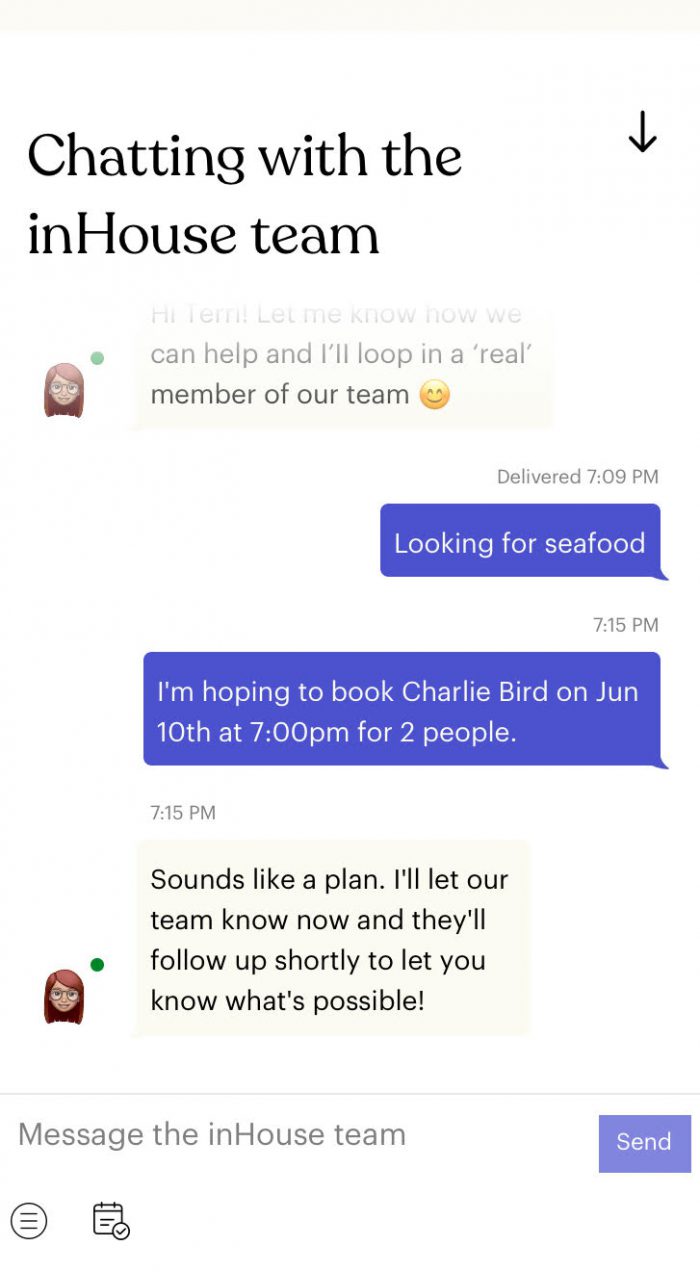 Chatting with the
inHouse team
Hi Terri! Let me know how we
can help and I’ll loop in a ‘real’
member of our team 😊
Delivered 7:09 PM
Looking for seafood
7:15 PM
I'm hoping to book Charlie Bird on Jun
10th at 7:00pm for 2 people.
7:15 PM
Sounds like a plan. I'll let our
team know now and they'll
follow up shortly to let you
know what's possible!
Message the inHouse team
Send